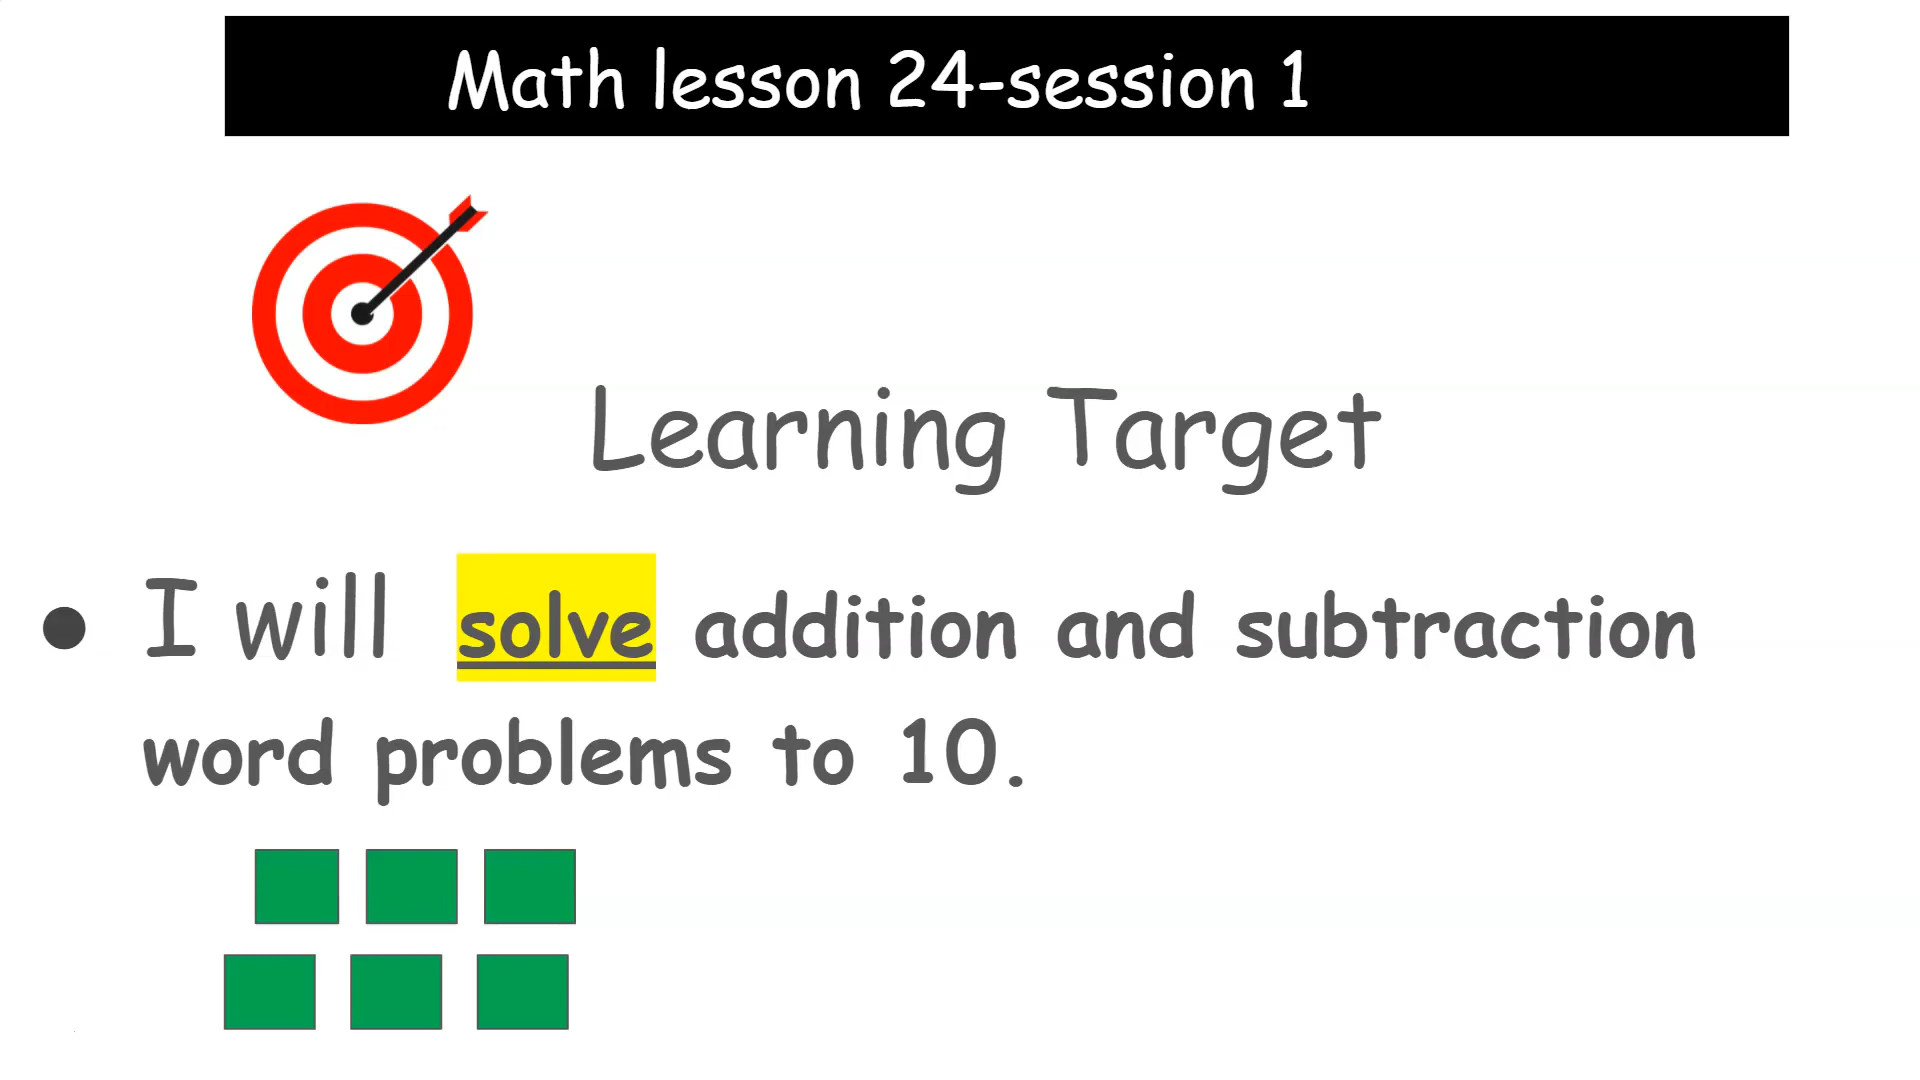 Math lesson 24-session 1
Learning Target
● I will solve addition and subtraction
word problems to 10.